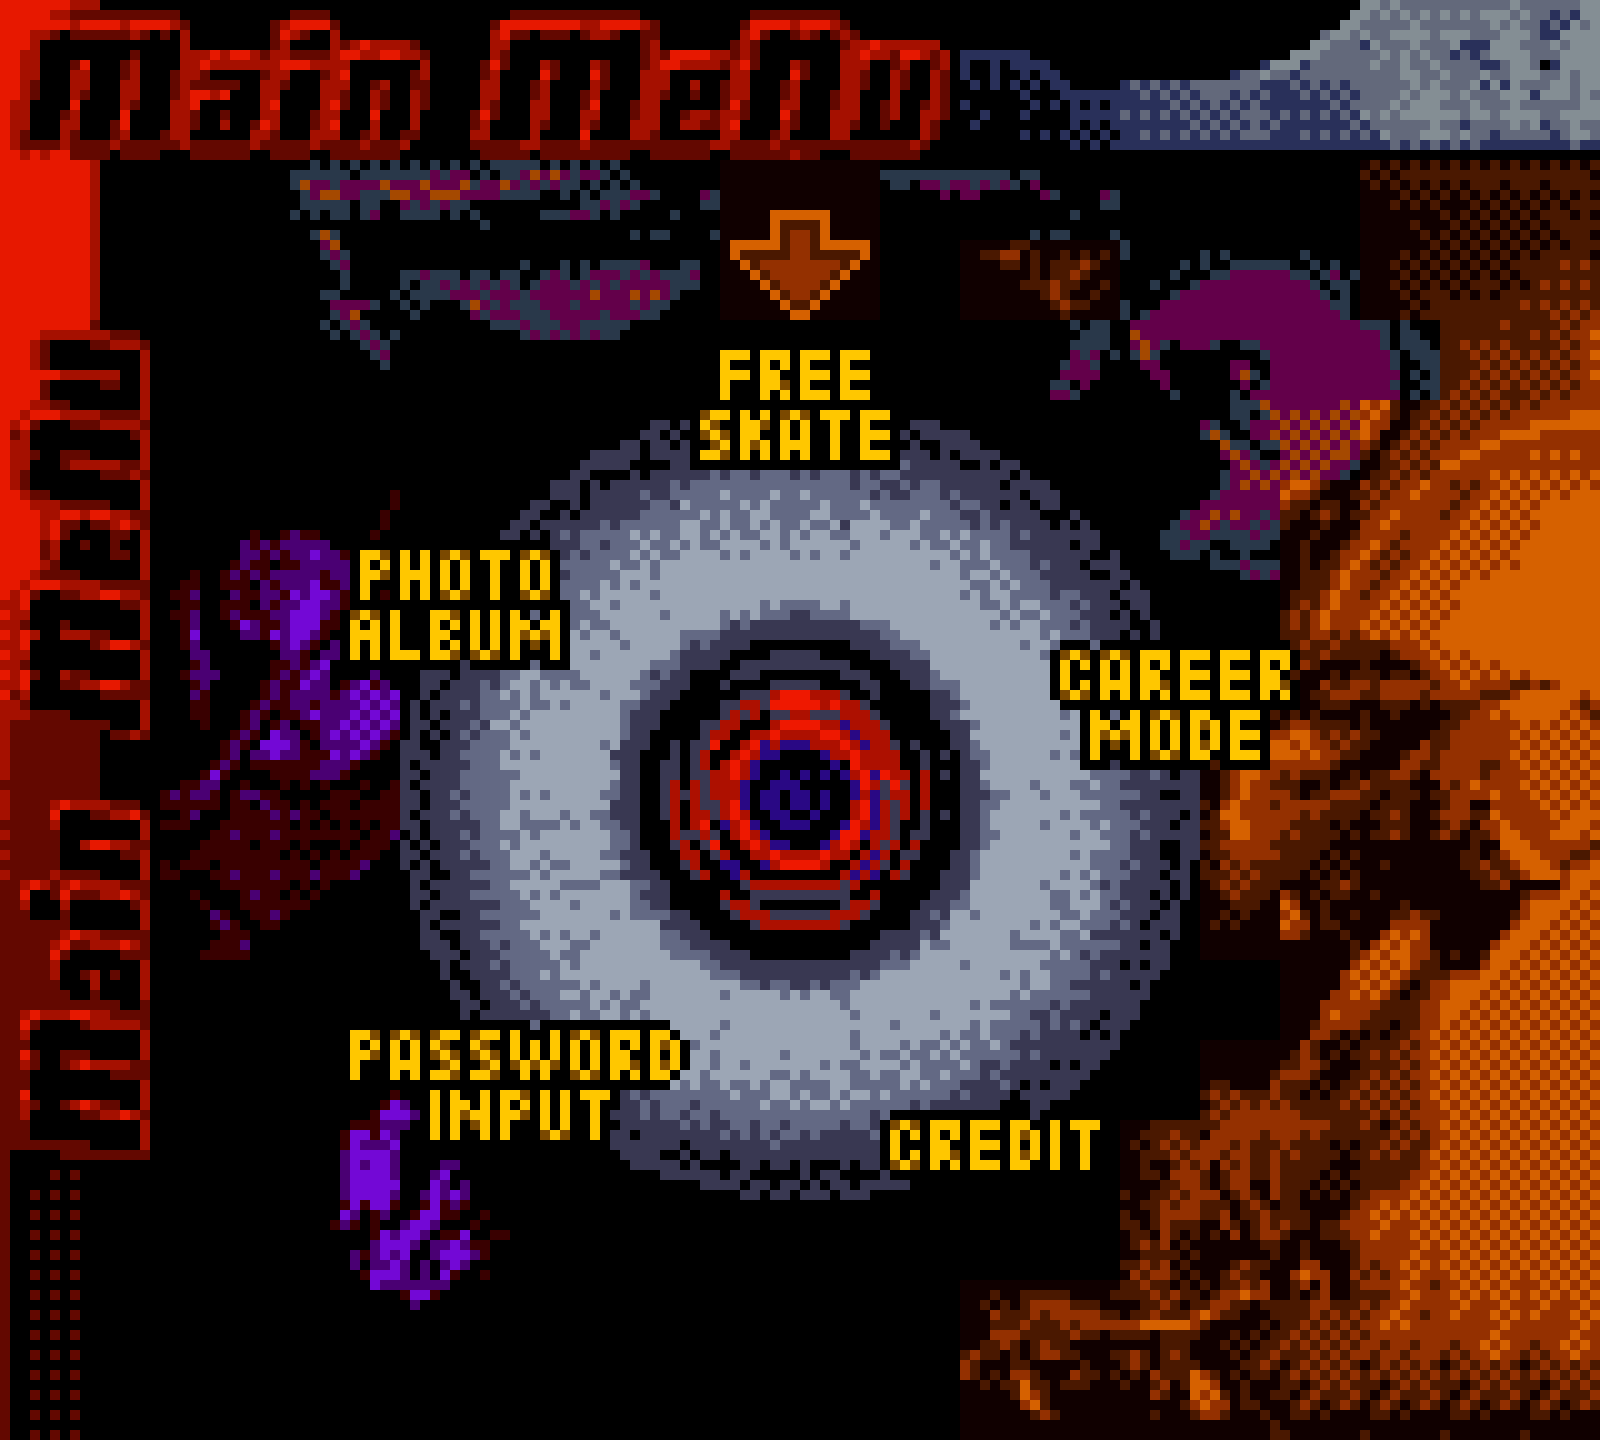 Main Menu
Main Menu
FREE
SKATE
PHOTO
ALBUM
CAREER
MODE
PASSWORD
INPUT
CREDIT